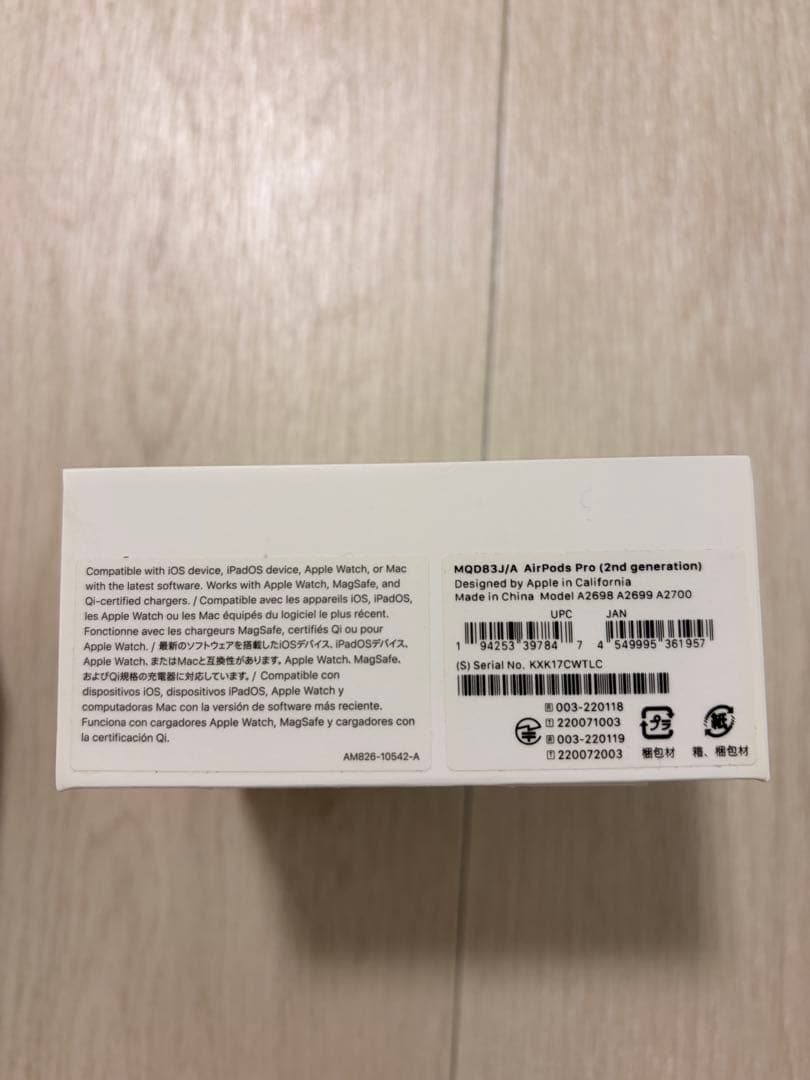 Compatible with iOS device, iPadOS device, Apple Watch, or Mac
with the latest software. Works with Apple Watch, MagSafe, and
Qi-certified chargers. / Compatible avec les appareils iOS, iPadOS,
les Apple Watch ou les Mac équipés du logiciel le plus récent.
Fonctionne avec les chargeurs MagSafe, certifiés Qi ou pour
Apple Watch. / 最新のソフトウェアを搭載したiOSデバイス、iPadOSデバイス、
Apple Watch、またはMacと互換性があります。Apple Watch、MagSafe、
およびQi規格の充電器に対応しています。/ Compatible con
dispositivos iOS, dispositivos iPadOS, Apple Watch y
computadoras Mac con la versión de software más reciente.
Funciona con cargadores Apple Watch, MagSafe y cargadores con
la certificación Qi.
AM826-10542-A
MQD83J/A AirPods Pro (2nd generation)
Designed by Apple in California
Made in China Model A2698 A2699 A2700
UPC JAN
1 94253 39784 7 4 549995 361957
(S) Serial No. KXK17CWTLC
R 003-220118
T 220071003
R 003-220119
T 220072003
プラ
梱包材
紙
箱、梱包材